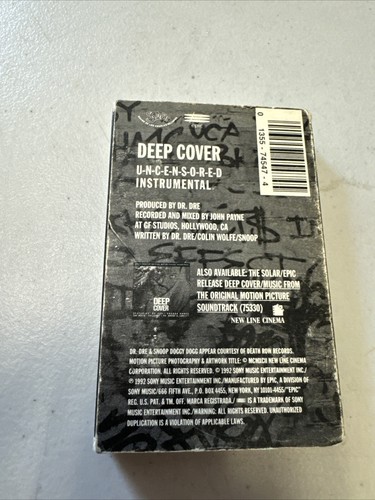 0 1355-74547-4
DEEP COVER
U-N-C-E-N-S-O-R-E-D
INSTRUMENTAL
PRODUCED BY DR. DRE
RECORDED AND MIXED BY JOHN PAYNE
AT GF STUDIOS, HOLLYWOOD, CA
WRITTEN BY DR. DRE/COLIN WOLFE/SNOOP
ALSO AVAILABLE: THE SOLAR/EPIC
RELEASE DEEP COVER/MUSIC FROM
THE ORIGINAL MOTION PICTURE
SOUNDTRACK (75330)
NEW LINE CINEMA
DEEP
COVER
DR. DRE & SNOOP DOGGY DOGG APPEAR COURTESY OF DEATH ROW RECORDS.
MOTION PICTURE PHOTOGRAPHY & ARTWORK TITLE: © MCMXCII NEW LINE CINEMA
CORPORATION. ALL RIGHTS RESERVED. © 1992 SONY MUSIC ENTERTAINMENT INC./
℗ 1992 SONY MUSIC ENTERTAINMENT INC./MANUFACTURED BY EPIC, A DIVISION OF
SONY MUSIC/666 FIFTH AVE., P.O. BOX 4455, NEW YORK, NY 10101-4455/"EPIC"
REG. U.S. PAT. & T.M. OFF. MARCA REGISTRADA./ IS A TRADEMARK OF SONY
MUSIC ENTERTAINMENT INC./WARNING: ALL RIGHTS RESERVED. UNAUTHORIZED
DUPLICATION IS A VIOLATION OF APPLICABLE LAWS.